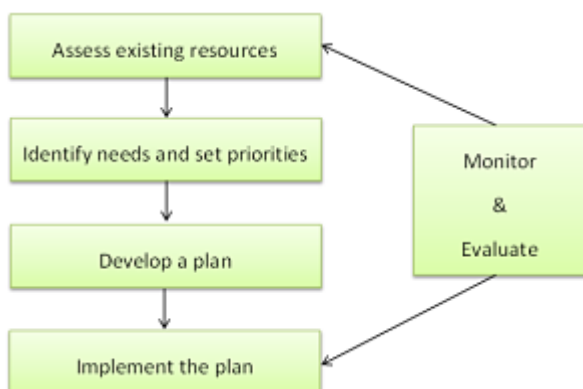 Assess existing resources
Identify needs and set priorities
Develop a plan
Implement the plan
Monitor
&
Evaluate